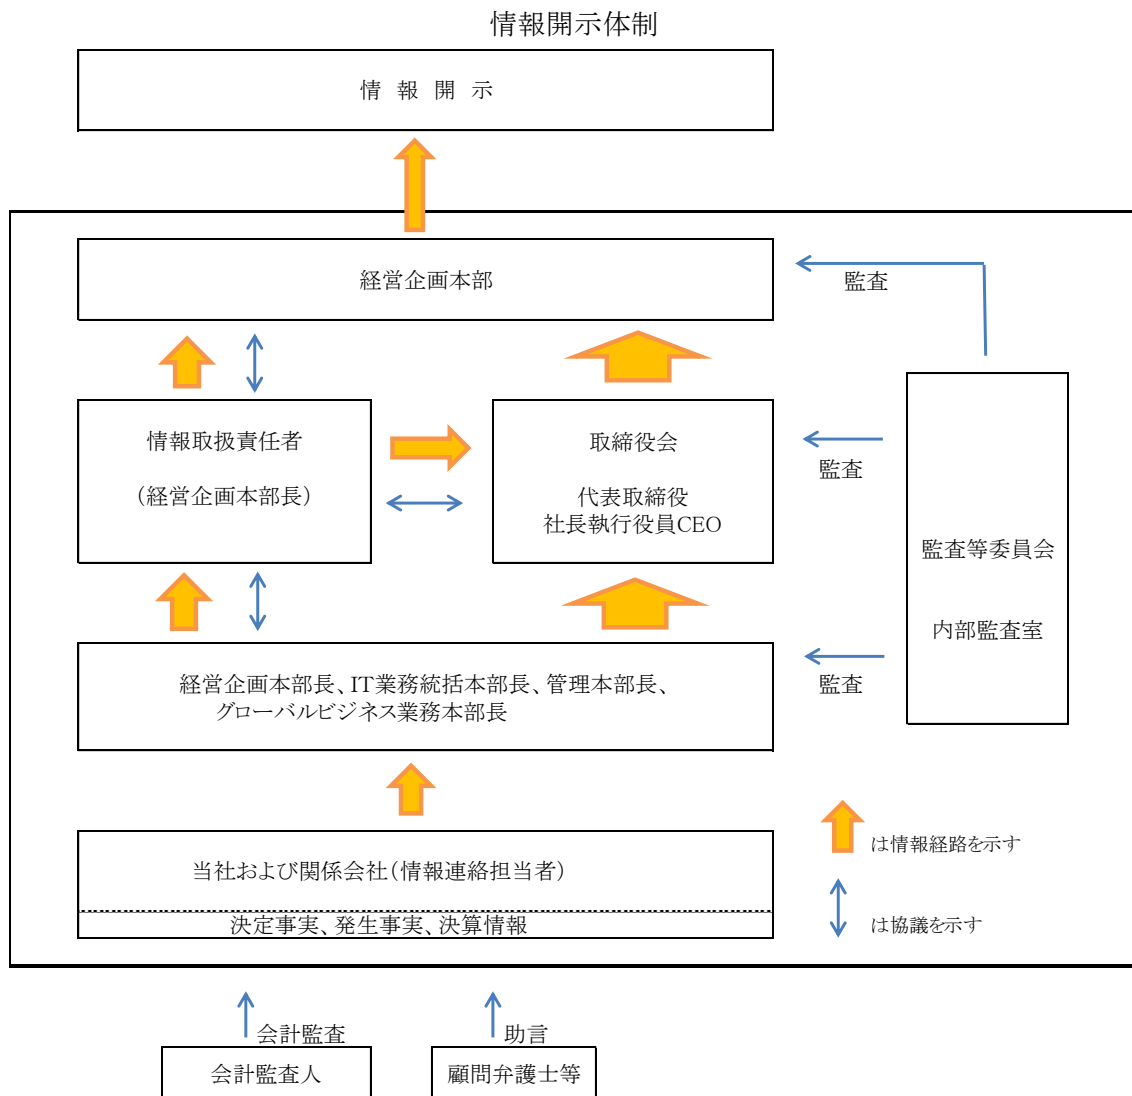 情報開示体制
情 報 開 示
経営企画本部
監査
情報取扱責任者
（経営企画本部長）
取締役会
代表取締役
社長執行役員CEO
監査
監査等委員会
内部監査室
経営企画本部長、IT業務統括本部長、管理本部長、
グローバルビジネス業務本部長
監査
当社および関係会社（情報連絡担当者）
決定事実、発生事実、決算情報
は情報経路を示す
は協議を示す
会計監査
助言
会計監査人
顧問弁護士等